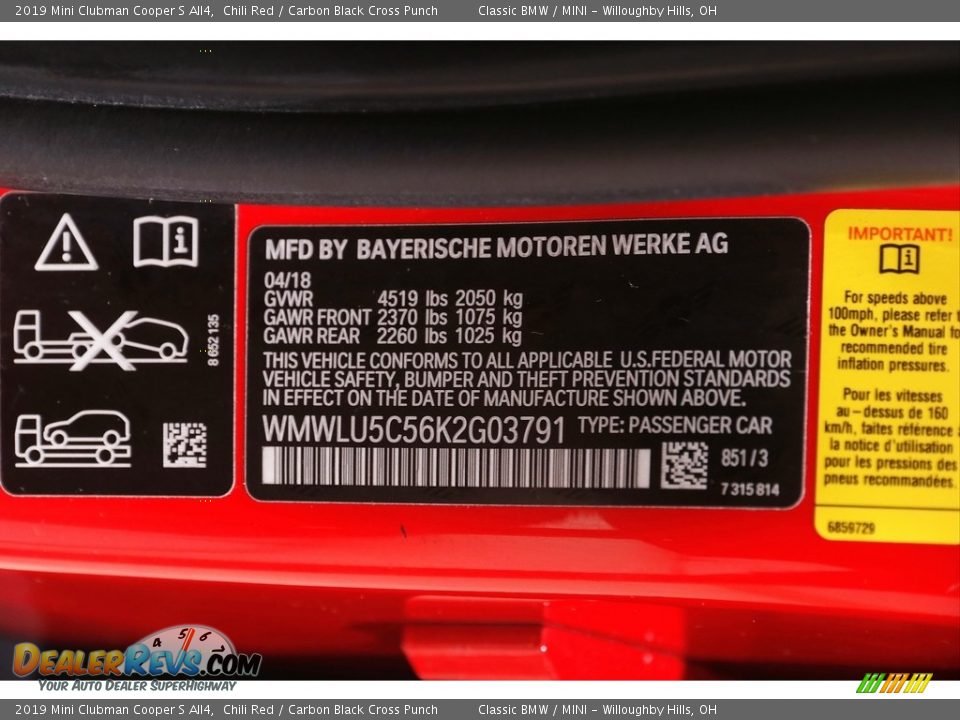 2019 Mini Clubman Cooper S All4, Chili Red / Carbon Black Cross Punch Classic BMW / MINI - Willoughby Hills, OH
8 652 135
MFD BY BAYERISCHE MOTOREN WERKE AG
04/18
GVWR 4519 lbs 2050 kg
GAWR FRONT 2370 lbs 1075 kg
GAWR REAR 2260 lbs 1025 kg
THIS VEHICLE CONFORMS TO ALL APPLICABLE U.S.FEDERAL MOTOR
VEHICLE SAFETY, BUMPER AND THEFT PREVENTION STANDARDS
IN EFFECT ON THE DATE OF MANUFACTURE SHOWN ABOVE.
WMWLU5C56K2G03791 TYPE: PASSENGER CAR
851/3
7 315 814
IMPORTANT!
For speeds above
100mph, please refer t
the Owner's Manual fo
recommended tire
inflation pressures.
Pour les vitesses
au-dessus de 160
km/h, faites référence
la notice d'utilisation
pour les pressions des
pneus recommandées.
6859729
4 5 6
DEALERREVS.COM
YOUR AUTO DEALER SUPERHIGHWAY
2019 Mini Clubman Cooper S All4, Chili Red / Carbon Black Cross Punch Classic BMW / MINI - Willoughby Hills, OH